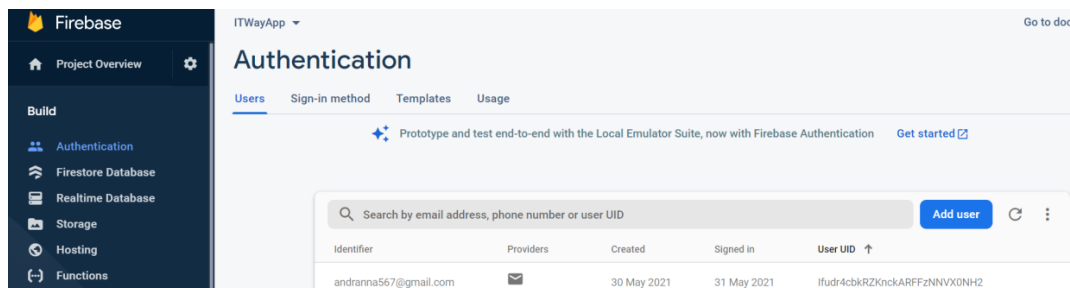 Firebase
Project Overview
Build
Authentication
Firestore Database
Realtime Database
Storage
Hosting
Functions
ITWayApp
Go to doc
Authentication
Users Sign-in method Templates Usage
Prototype and test end-to-end with the Local Emulator Suite, now with Firebase Authentication Get started
Search by email address, phone number or user UID Add user
Identifier Providers Created Signed in User UID
andranna567@gmail.com 30 May 2021 31 May 2021 Ifudr4cbkRZKnckARFFzNNVX0NH2